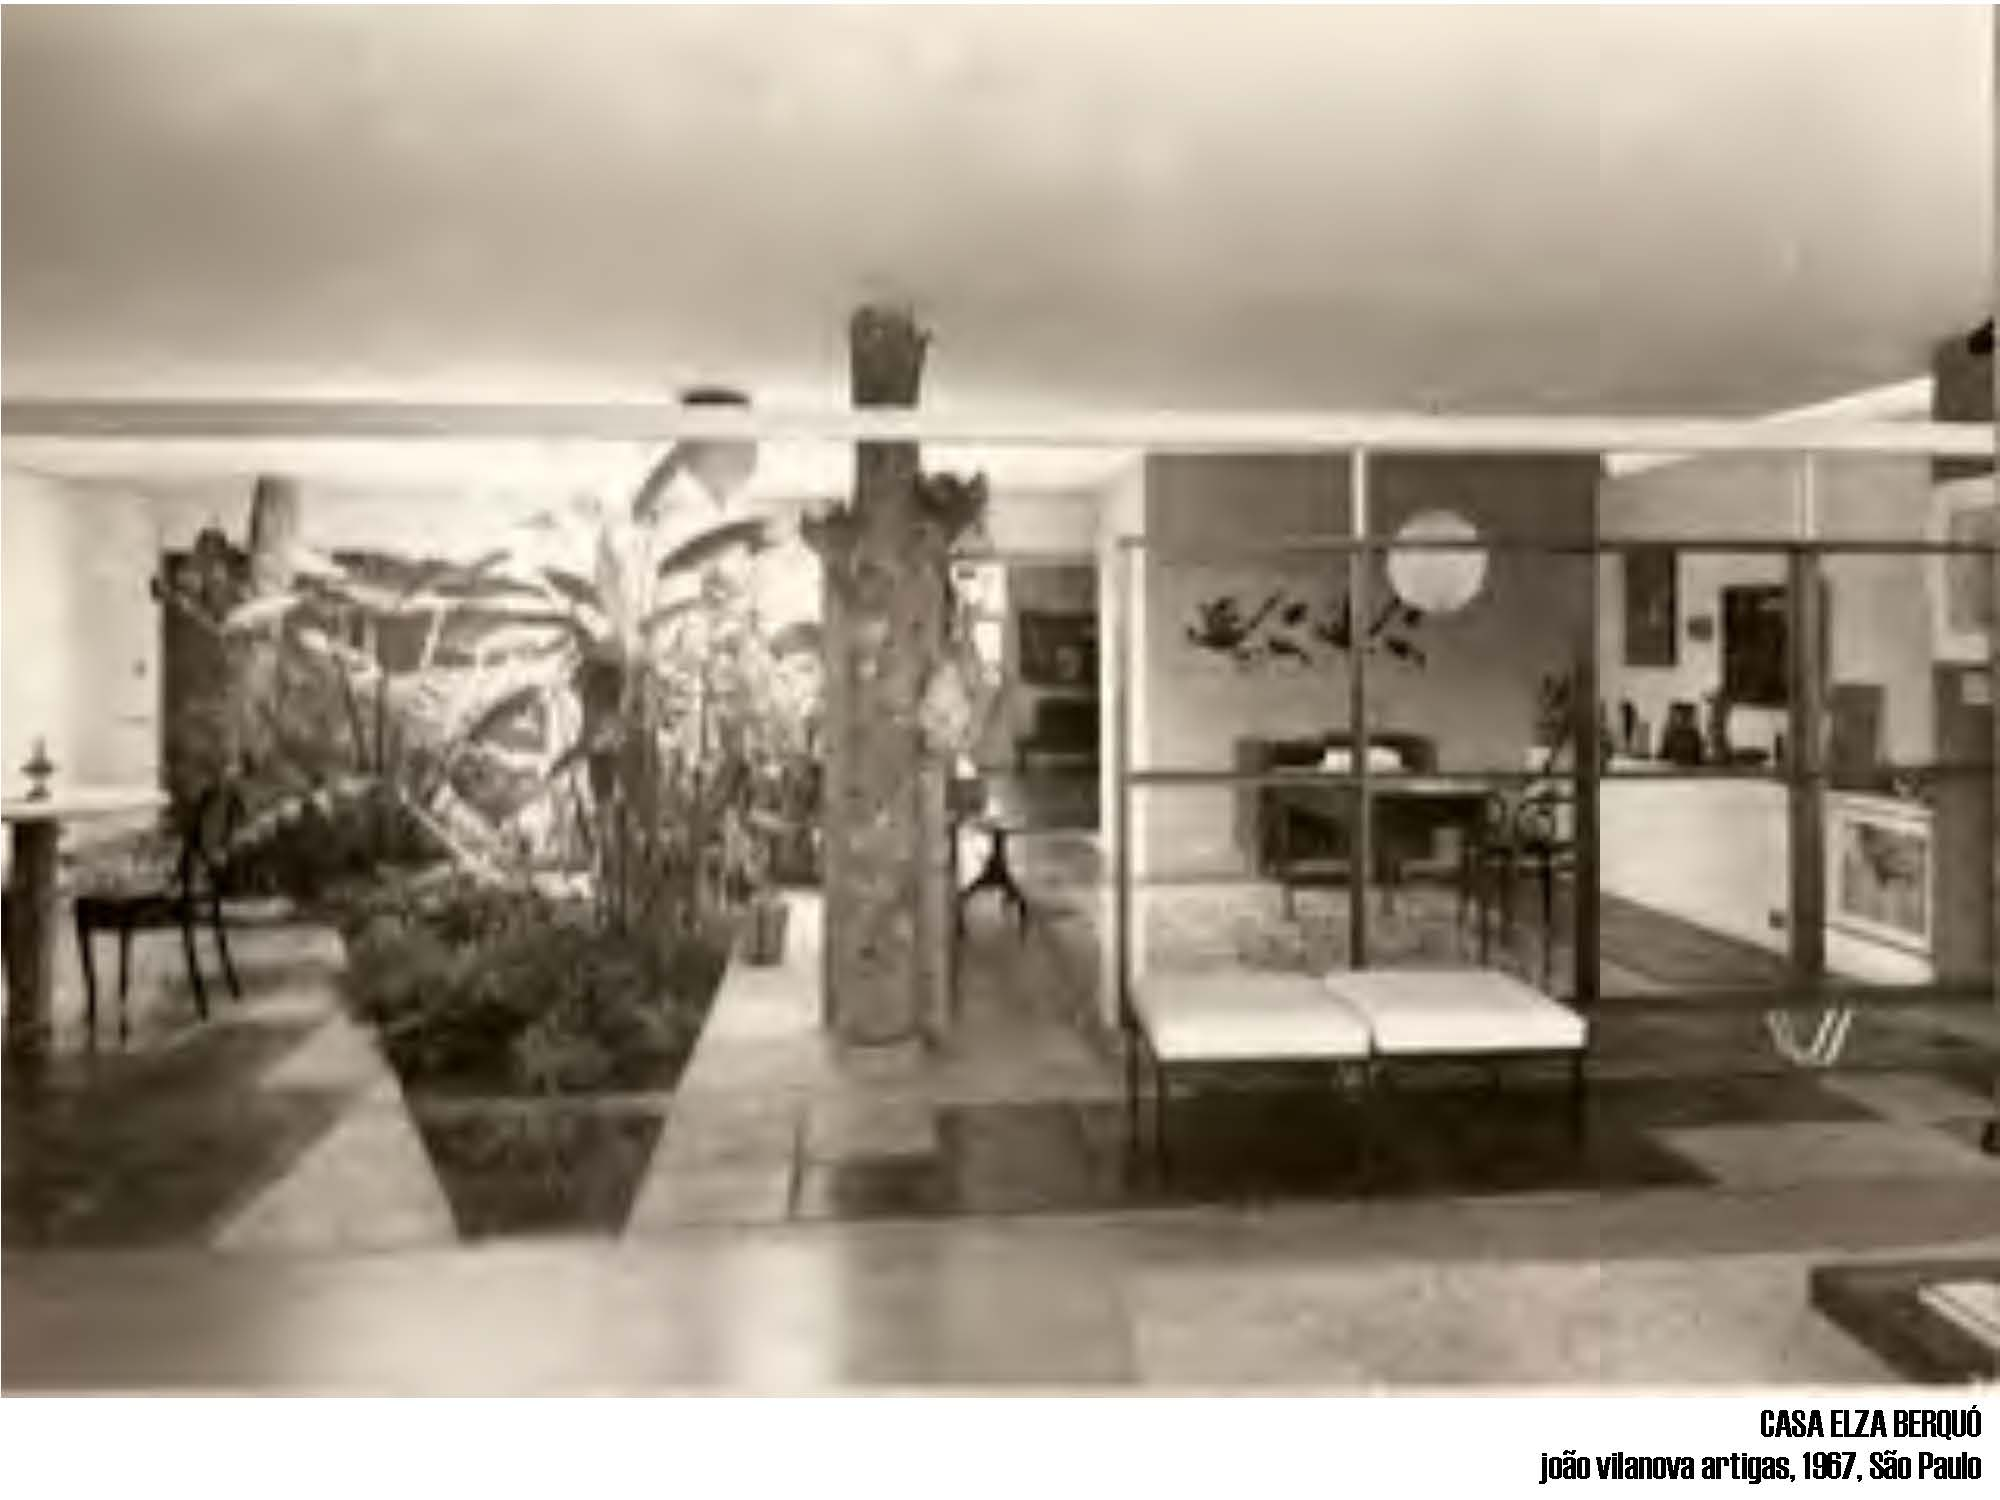 CASA ELZA BERQUÓ
joão vilanova artigas, 1967, São Paulo